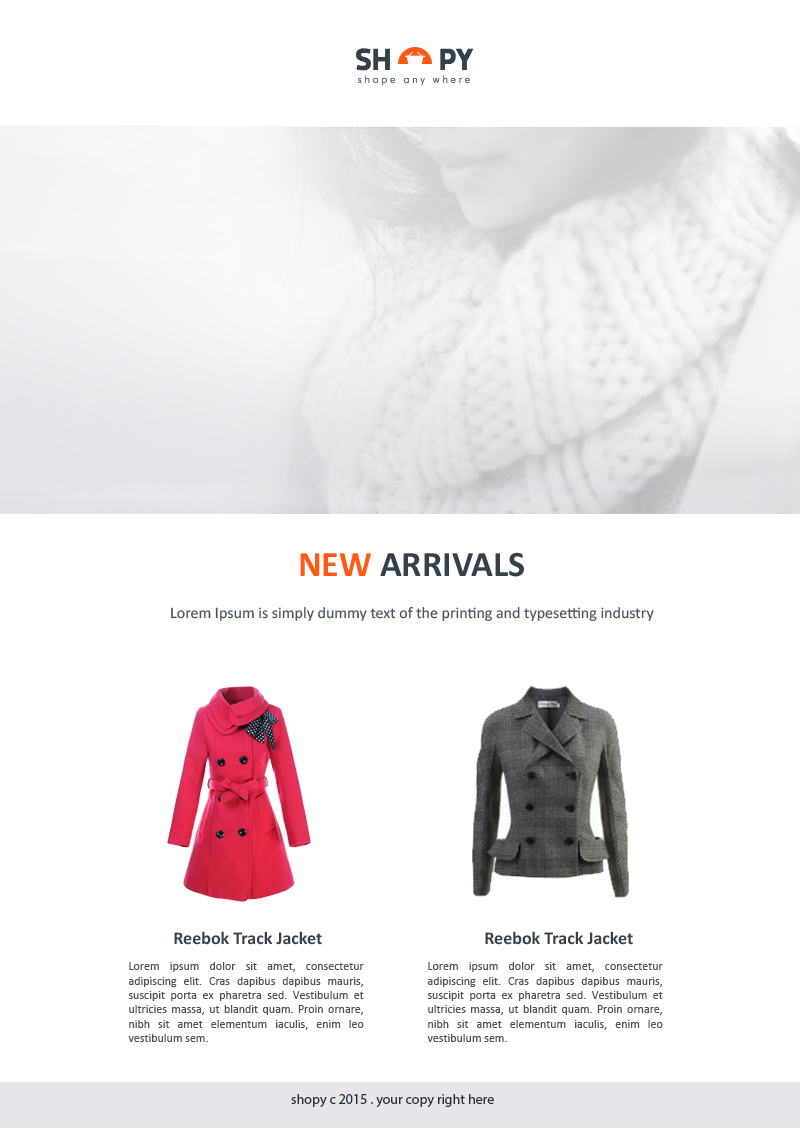 SHOPY
shope any where
NEW ARRIVALS
Lorem Ipsum is simply dummy text of the printing and typesetting industry
Reebok Track Jacket
Lorem ipsum dolor sit amet, consectetur
adipiscing elit. Cras dapibus dapibus mauris,
suscipit porta ex pharetra sed. Vestibulum et
ultricies massa, ut blandit quam. Proin ornare,
nibh sit amet elementum iaculis, enim leo
vestibulum sem.
Reebok Track Jacket
Lorem ipsum dolor sit amet, consectetur
adipiscing elit. Cras dapibus dapibus mauris,
suscipit porta ex pharetra sed. Vestibulum et
ultricies massa, ut blandit quam. Proin ornare,
nibh sit amet elementum iaculis, enim leo
vestibulum sem.
shopy c 2015 . your copy right here